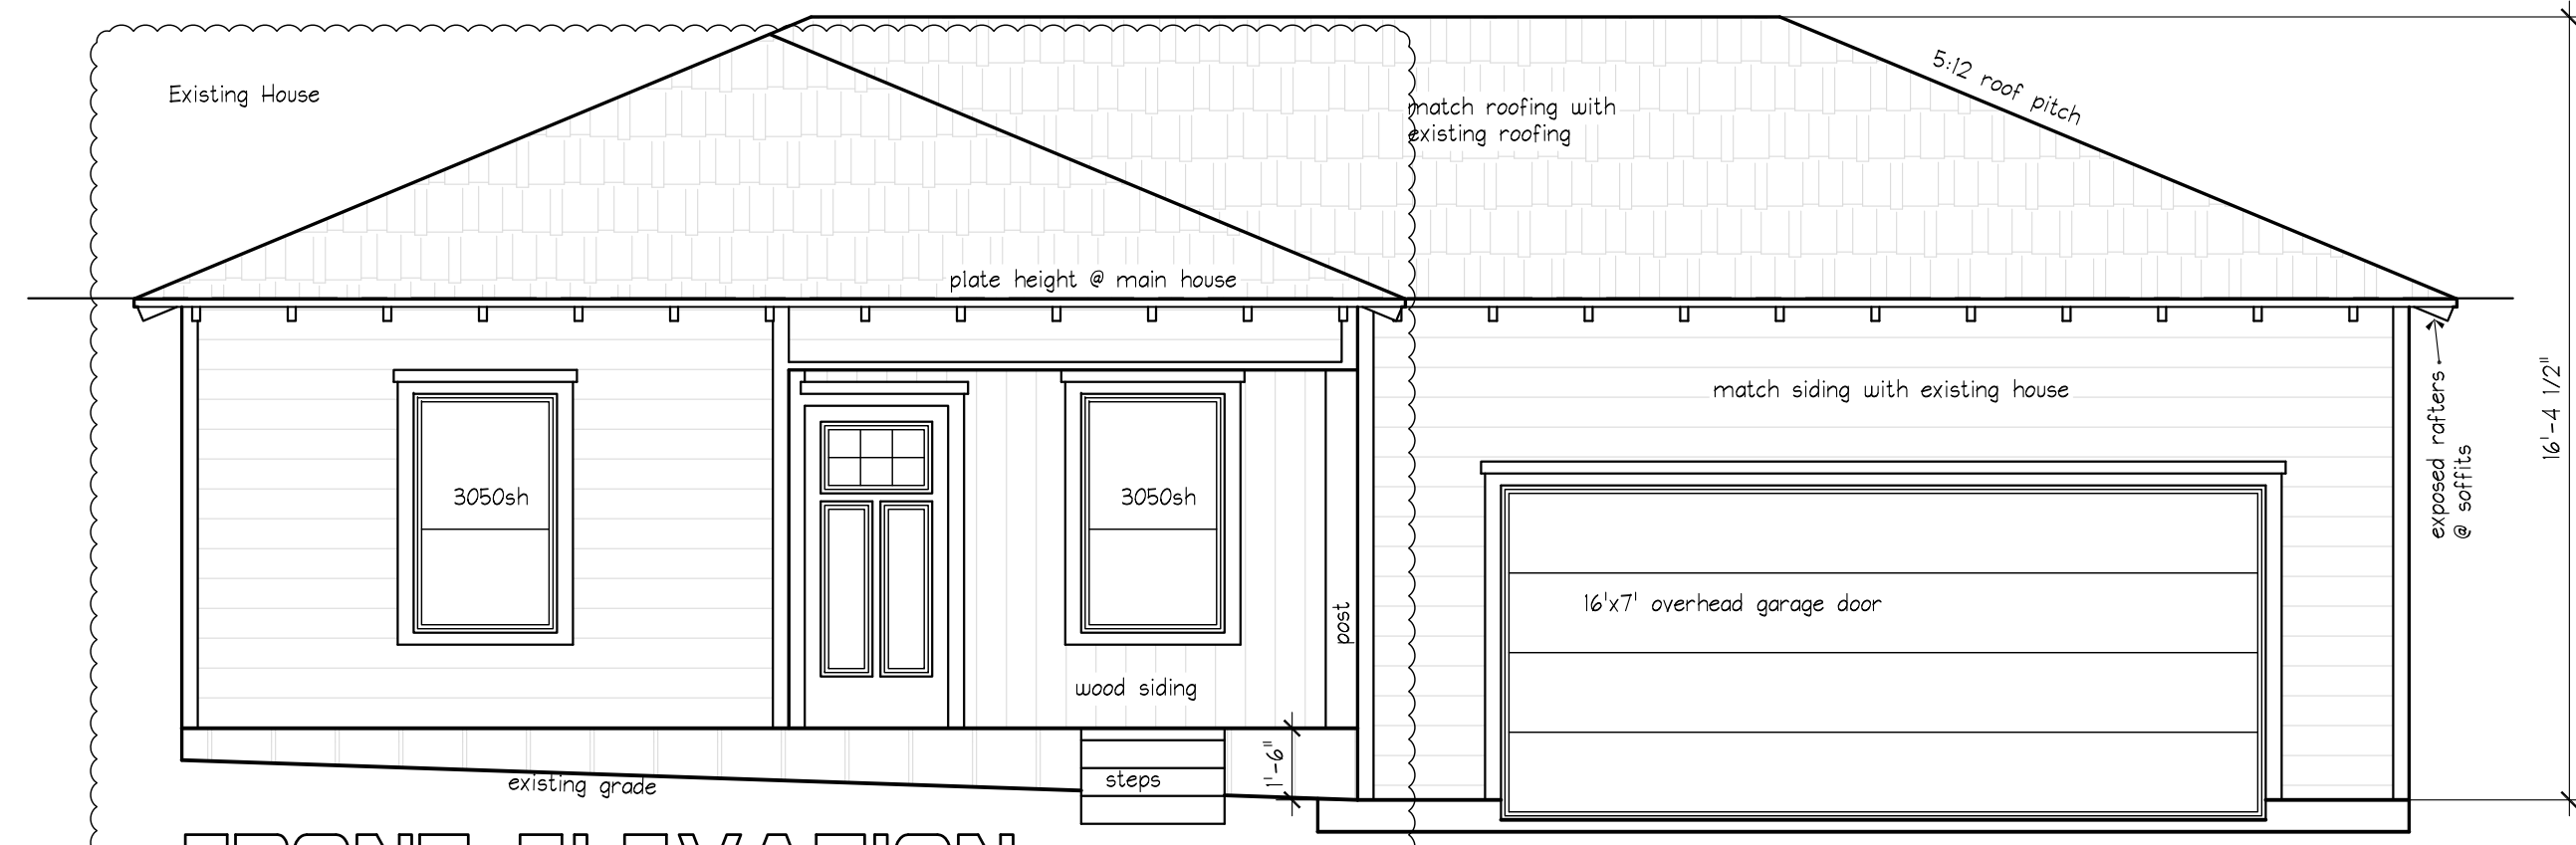 Existing House
match roofing with
existing roofing
5:12 roof pitch
plate height @ main house
match siding with existing house
exposed rafters
@ soffits
16'-4 1/2"
3050sh
3050sh
16'x7' overhead garage door
post
wood siding
1'-6"
steps
existing grade
FRONT ELEVATION